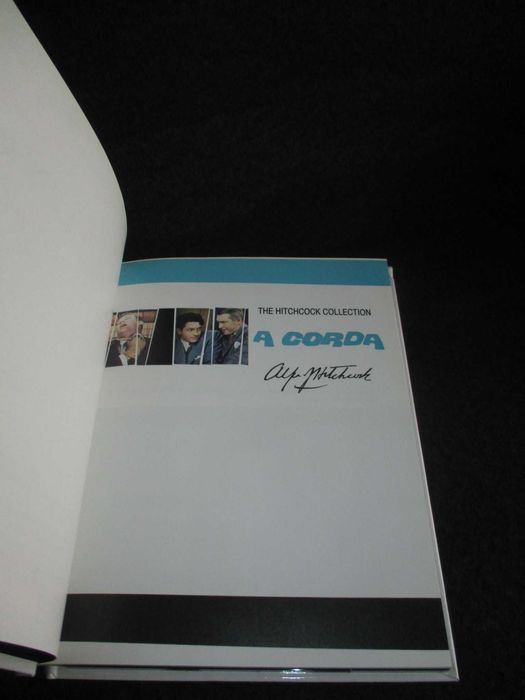 THE HITCHCOCK COLLECTION
A CORDA
Alfred Hitchcock